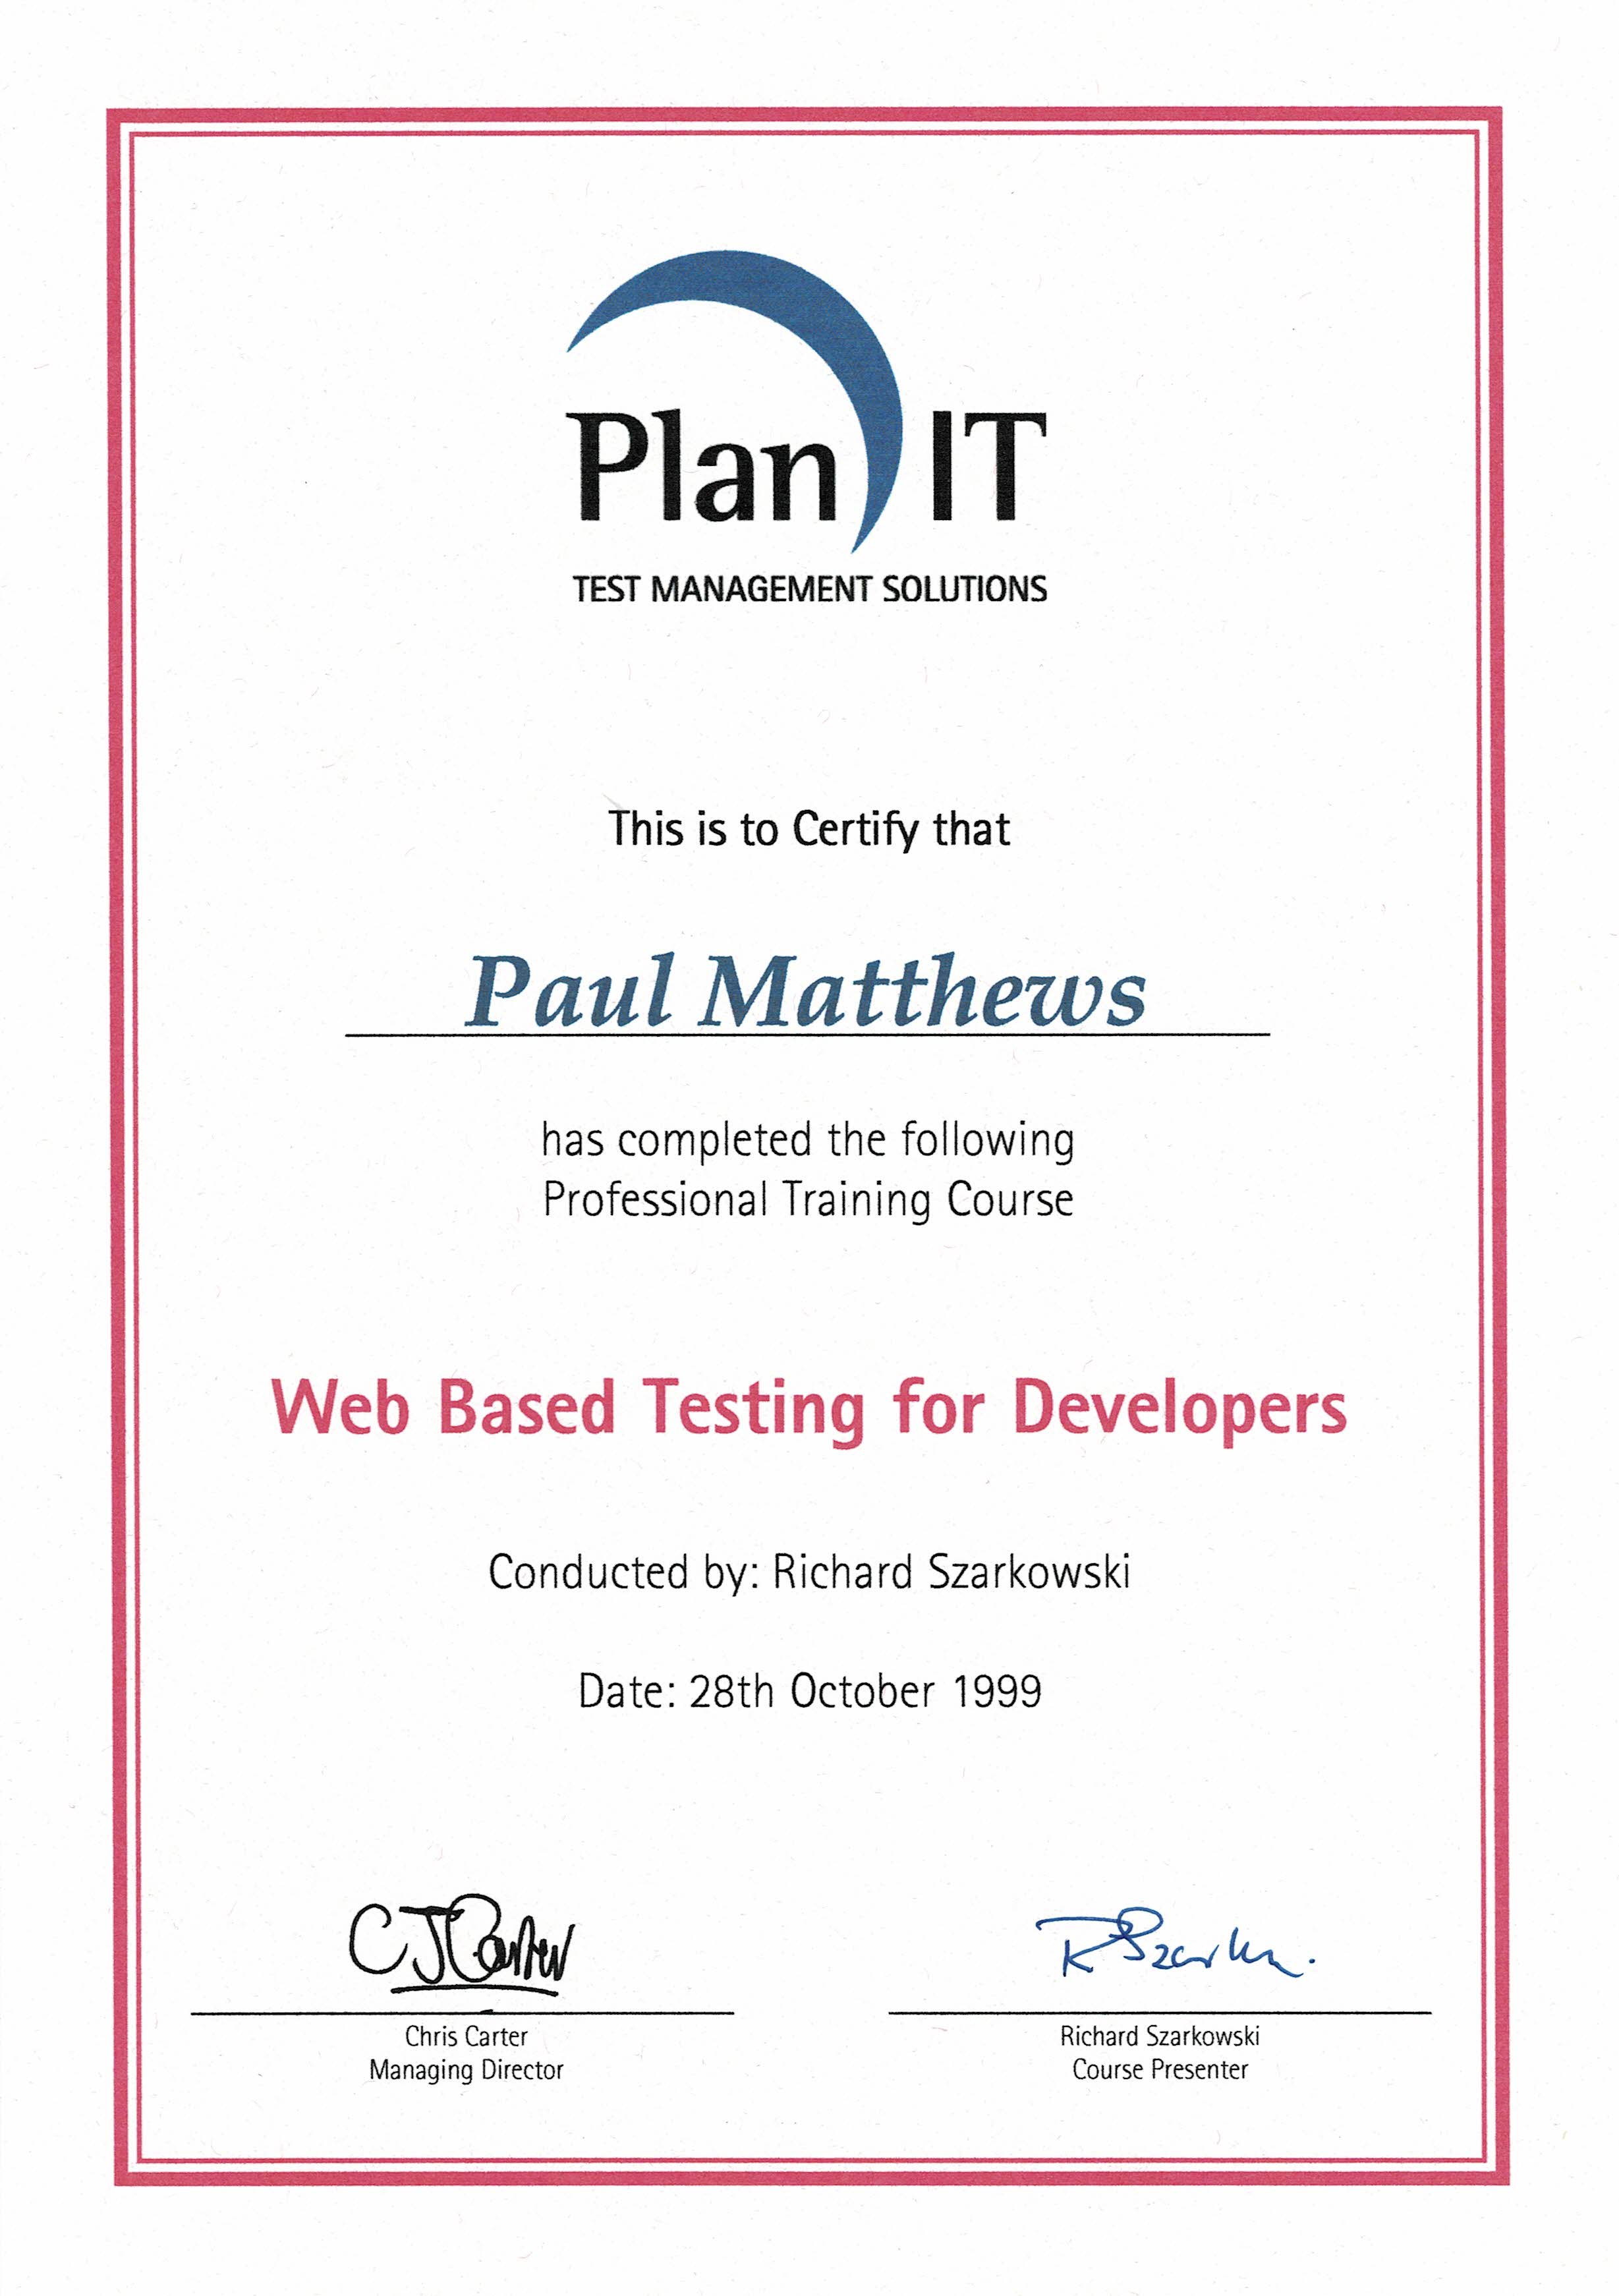 Plan IT
TEST MANAGEMENT SOLUTIONS
This is to Certify that
Paul Matthews
has completed the following
Professional Training Course
Web Based Testing for Developers
Conducted by: Richard Szarkowski
Date: 28th October 1999
CJCarter
RSzarko.
Chris Carter
Managing Director
Richard Szarkowski
Course Presenter